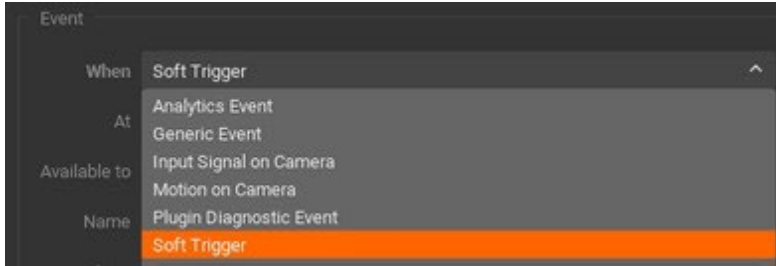 Event
When Soft Trigger
Analytics Event
At
Generic Event
Input Signal on Camera
Available to
Motion on Camera
Name Plugin Diagnostic Event
Soft Trigger